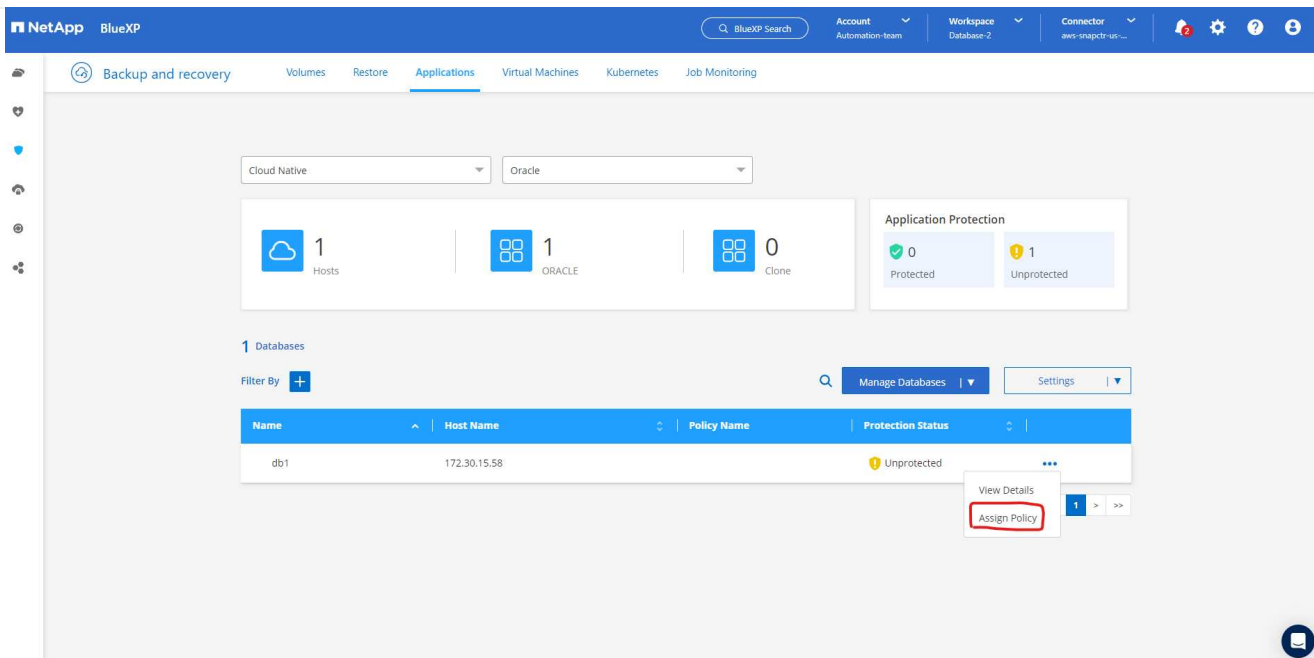 NetApp BlueXP
BlueXP Search
Account
Automation-team
Workspace
Database-2
Connector
aws-snapctr-us-...
2
Backup and recovery
Volumes Restore Applications Virtual Machines Kubernetes Job Monitoring
Cloud Native
Oracle
1
Hosts
1
ORACLE
0
Clone
Application Protection
0
Protected
1
Unprotected
1 Databases
Filter By +
Manage Databases
Settings
Name Host Name Policy Name Protection Status
db1 172.30.15.58 Unprotected
View Details
Assign Policy
1 > >>